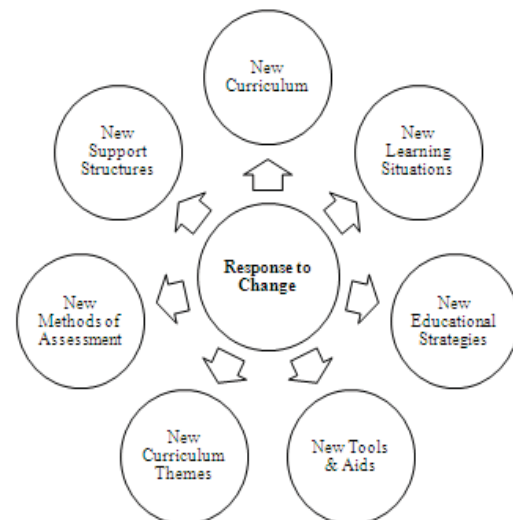 New
Curriculum
New
Support
Structures
New
Learning
Situations
Response to
Change
New
Methods of
Assessment
New
Educational
Strategies
New
Curriculum
Themes
New Tools
& Aids